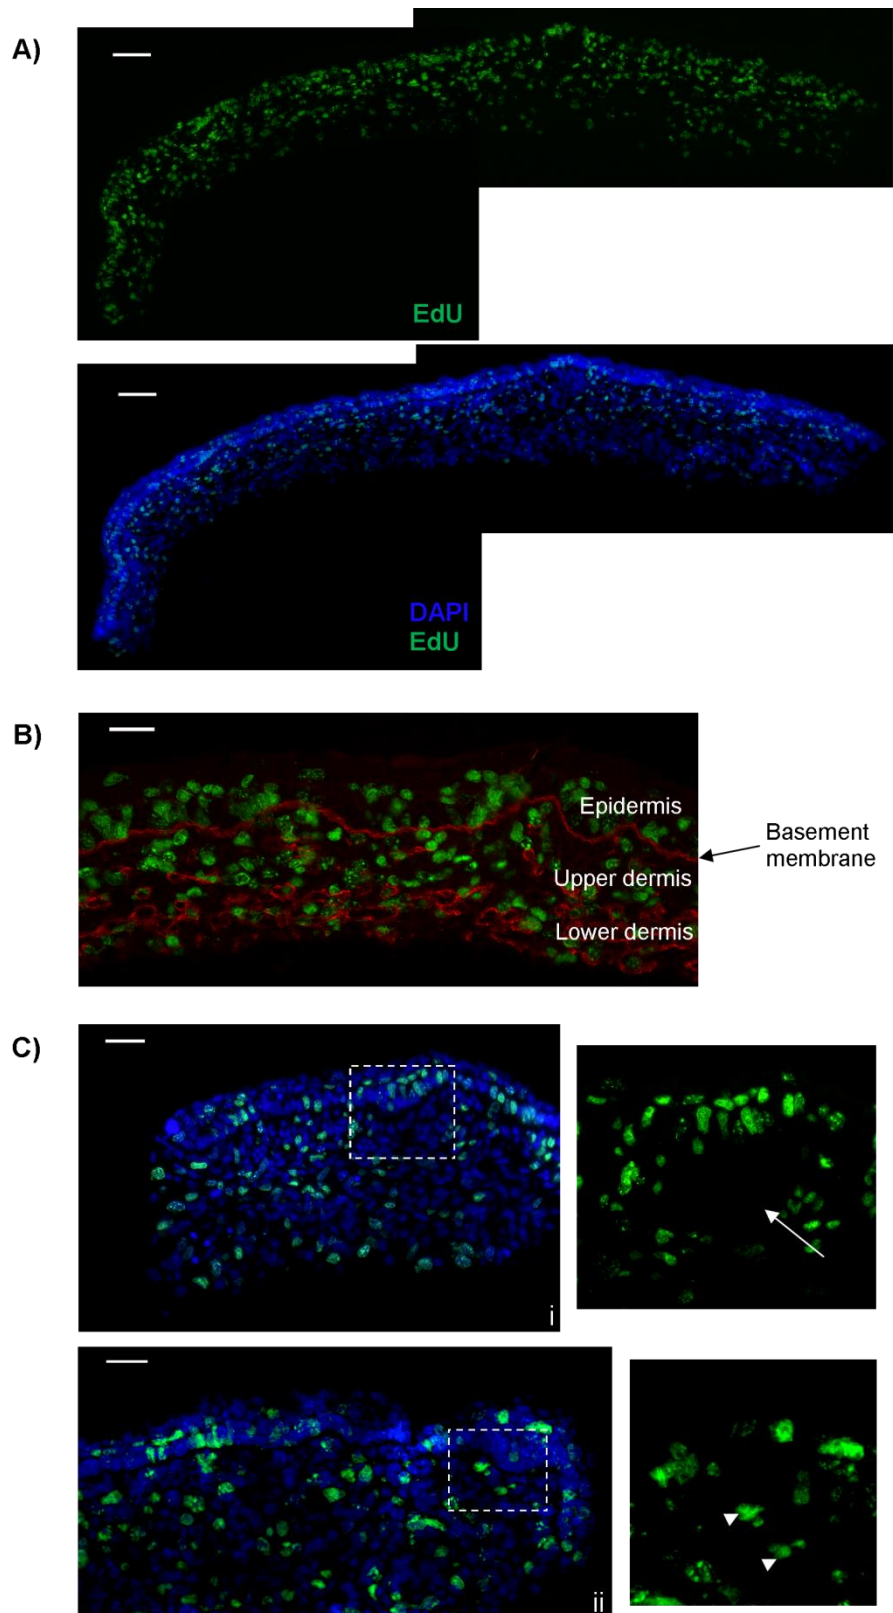 A)
EdU
DAPI
EdU
B)
Epidermis
Basement
membrane
Upper dermis
Lower dermis
C)
i
ii